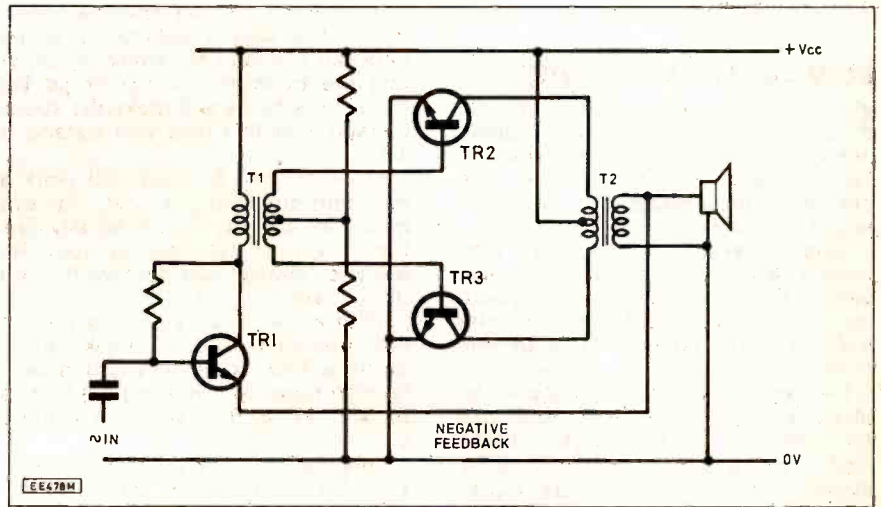 +Vcc
TR2
T1
T2
TR3
TR1
~IN
NEGATIVE
FEEDBACK
0V
EE478M